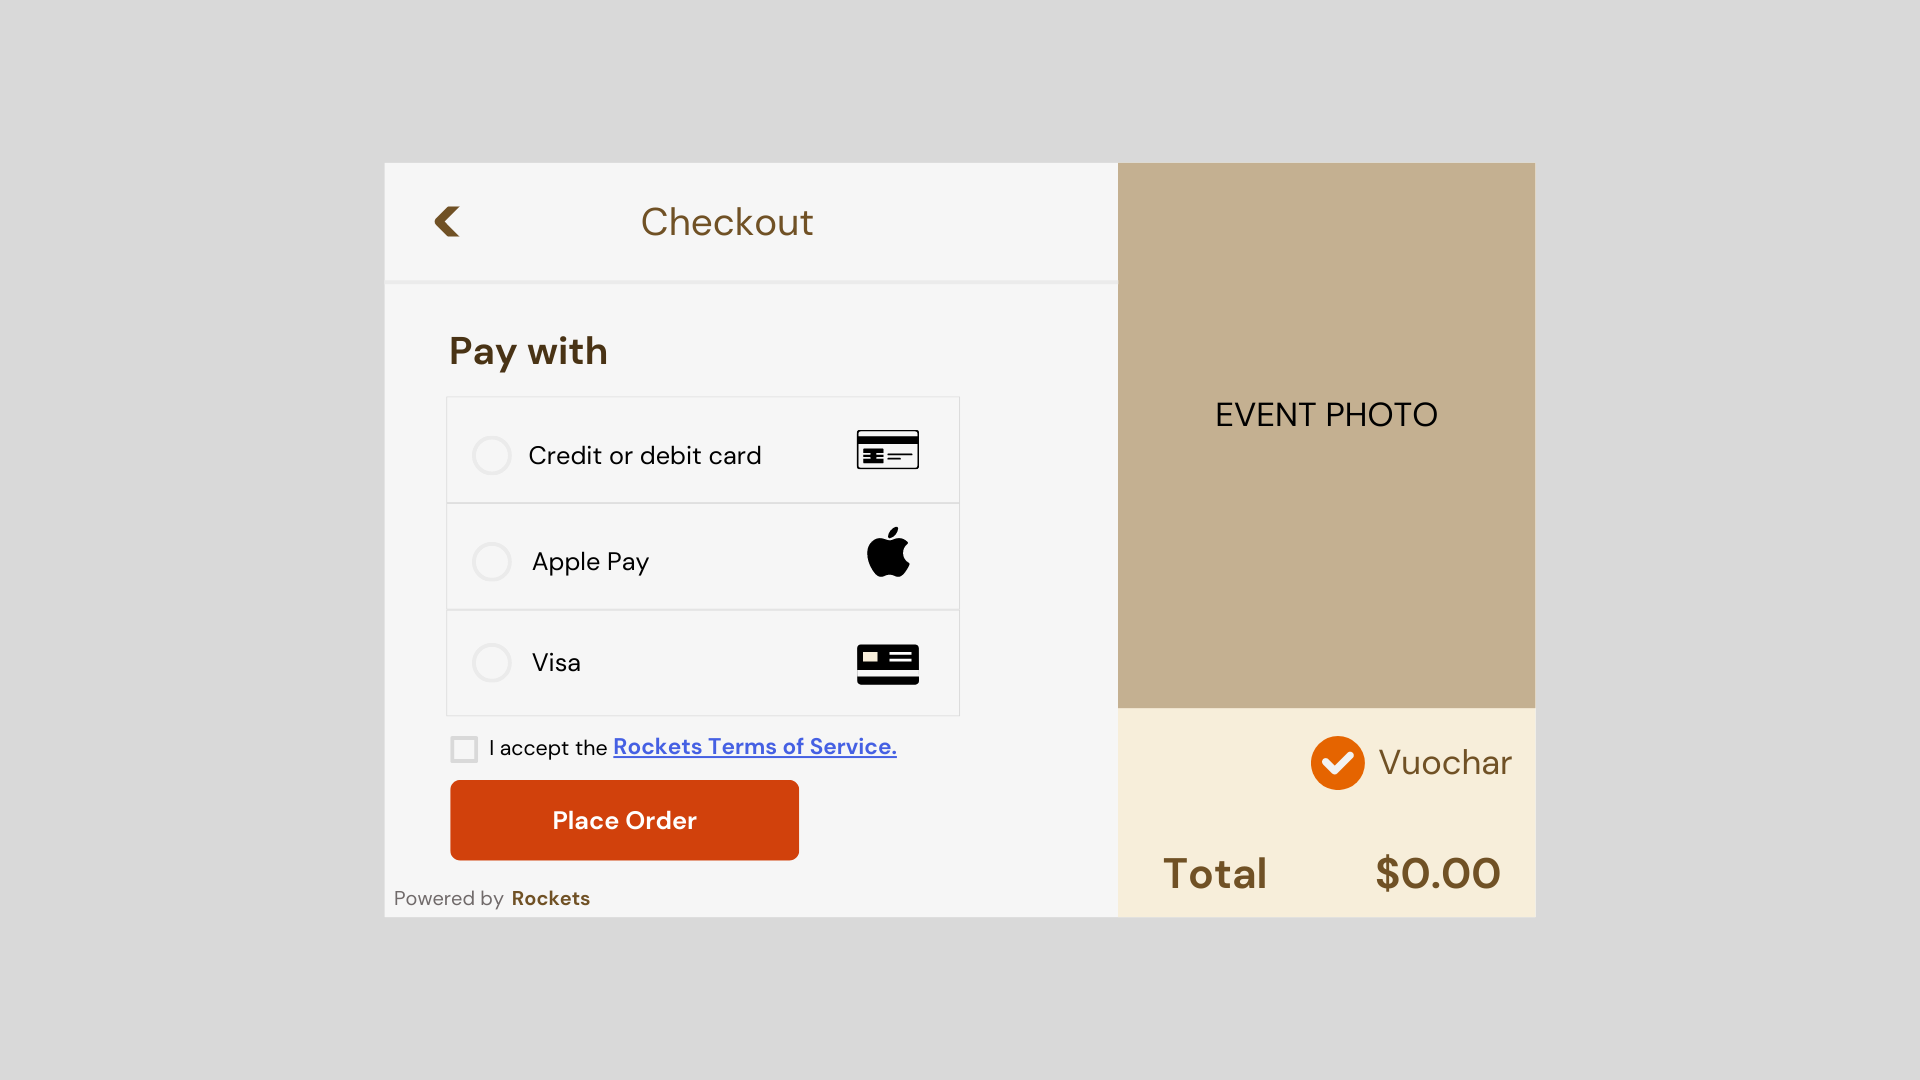 Checkout
Pay with
Credit or debit card
Apple Pay
Visa
I accept the Rockets Terms of Service.
Place Order
Powered by Rockets
EVENT PHOTO
Vuochar
Total $0.00